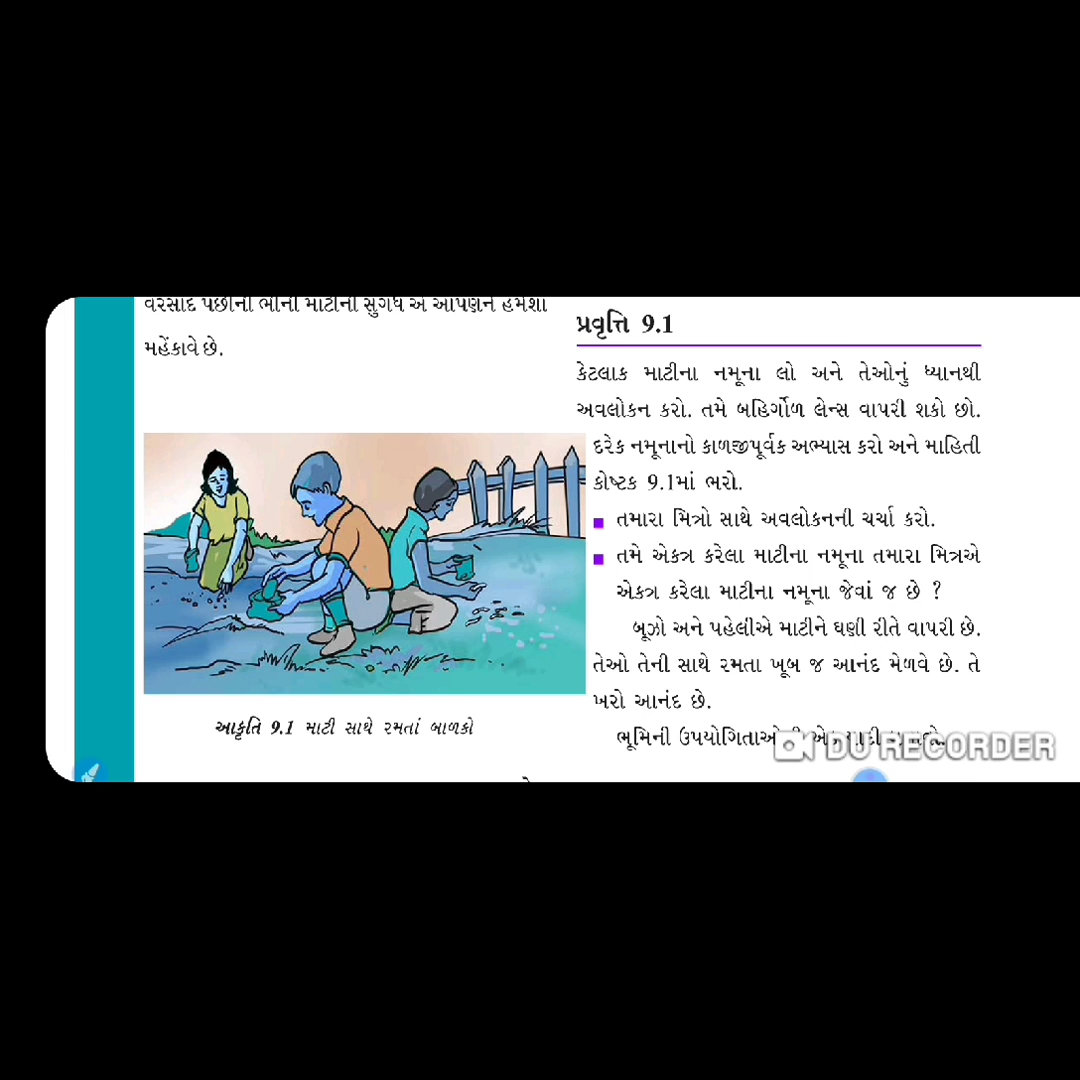 વરસાદ પછીની ભીની માટીની સુગંધ એ આપણને હંમેશાં
મહેંકાવે છે.
આકૃતિ 9.1 માટી સાથે રમતાં બાળકો
પ્રવૃત્તિ 9.1
કેટલાક માટીના નમૂના લો અને તેઓનું ધ્યાનથી
અવલોકન કરો. તમે બહિર્ગોળ લેન્સ વાપરી શકો છો.
દરેક નમૂનાનો કાળજીપૂર્વક અભ્યાસ કરો અને માહિતી
કોષ્ટક 9.1માં ભરો.
■ તમારા મિત્રો સાથે અવલોકનની ચર્ચા કરો.
■ તમે એકત્ર કરેલા માટીના નમૂના તમારા મિત્રએ
એકત્ર કરેલા માટીના નમૂના જેવાં જ છે ?
બૂઝો અને પહેલીએ માટીને ઘણી રીતે વાપરી છે.
તેઓ તેની સાથે રમતા ખૂબ જ આનંદ મેળવે છે. તે
ખરો આનંદ છે.
ભૂમિની
DU RECORDER